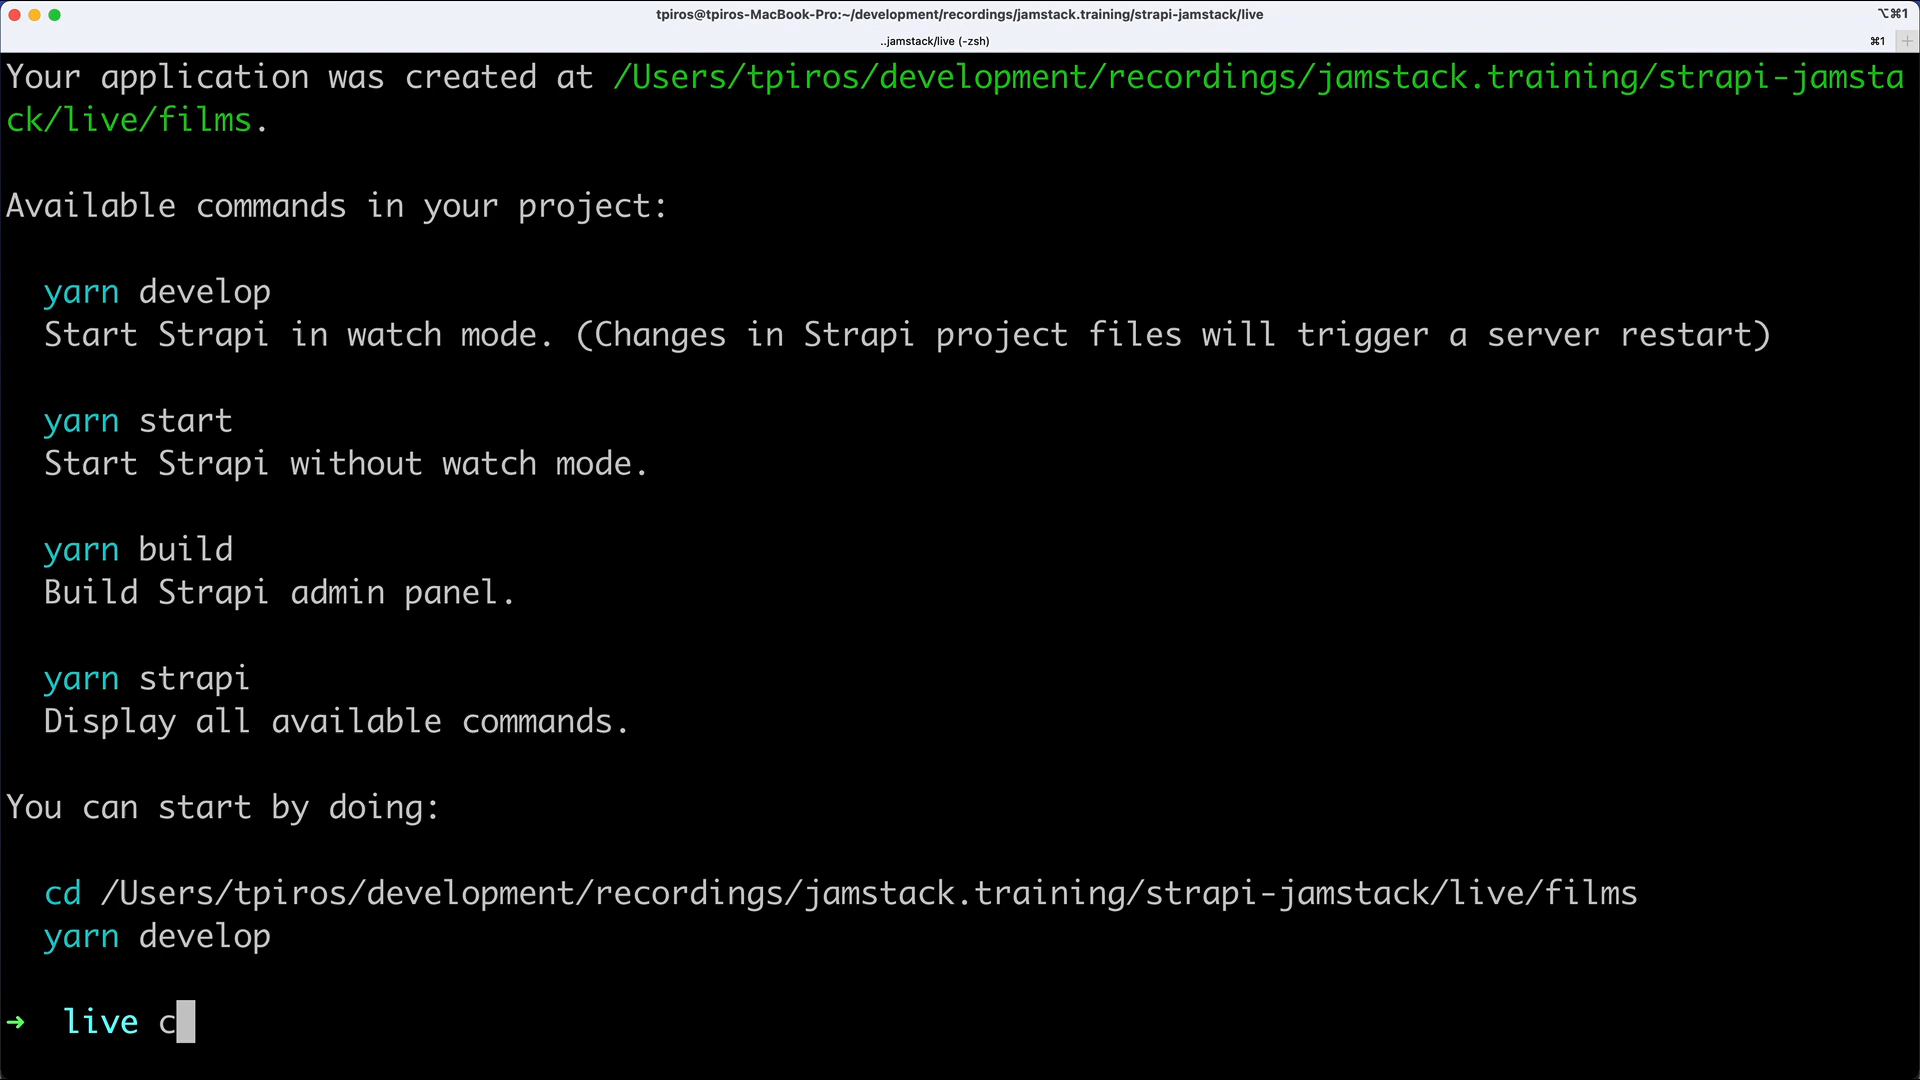 tpiros@tpiros-MacBook-Pro:~/development/recordings/jamstack.training/strapi-jamstack/live
⌥⌘1
..jamstack/live (-zsh)
⌘1
Your application was created at /Users/tpiros/development/recordings/jamstack.training/strapi-jamsta
ck/live/films.
Available commands in your project:
yarn develop
Start Strapi in watch mode. (Changes in Strapi project files will trigger a server restart)
yarn start
Start Strapi without watch mode.
yarn build
Build Strapi admin panel.
yarn strapi
Display all available commands.
You can start by doing:
cd /Users/tpiros/development/recordings/jamstack.training/strapi-jamstack/live/films
yarn develop
➜ live c